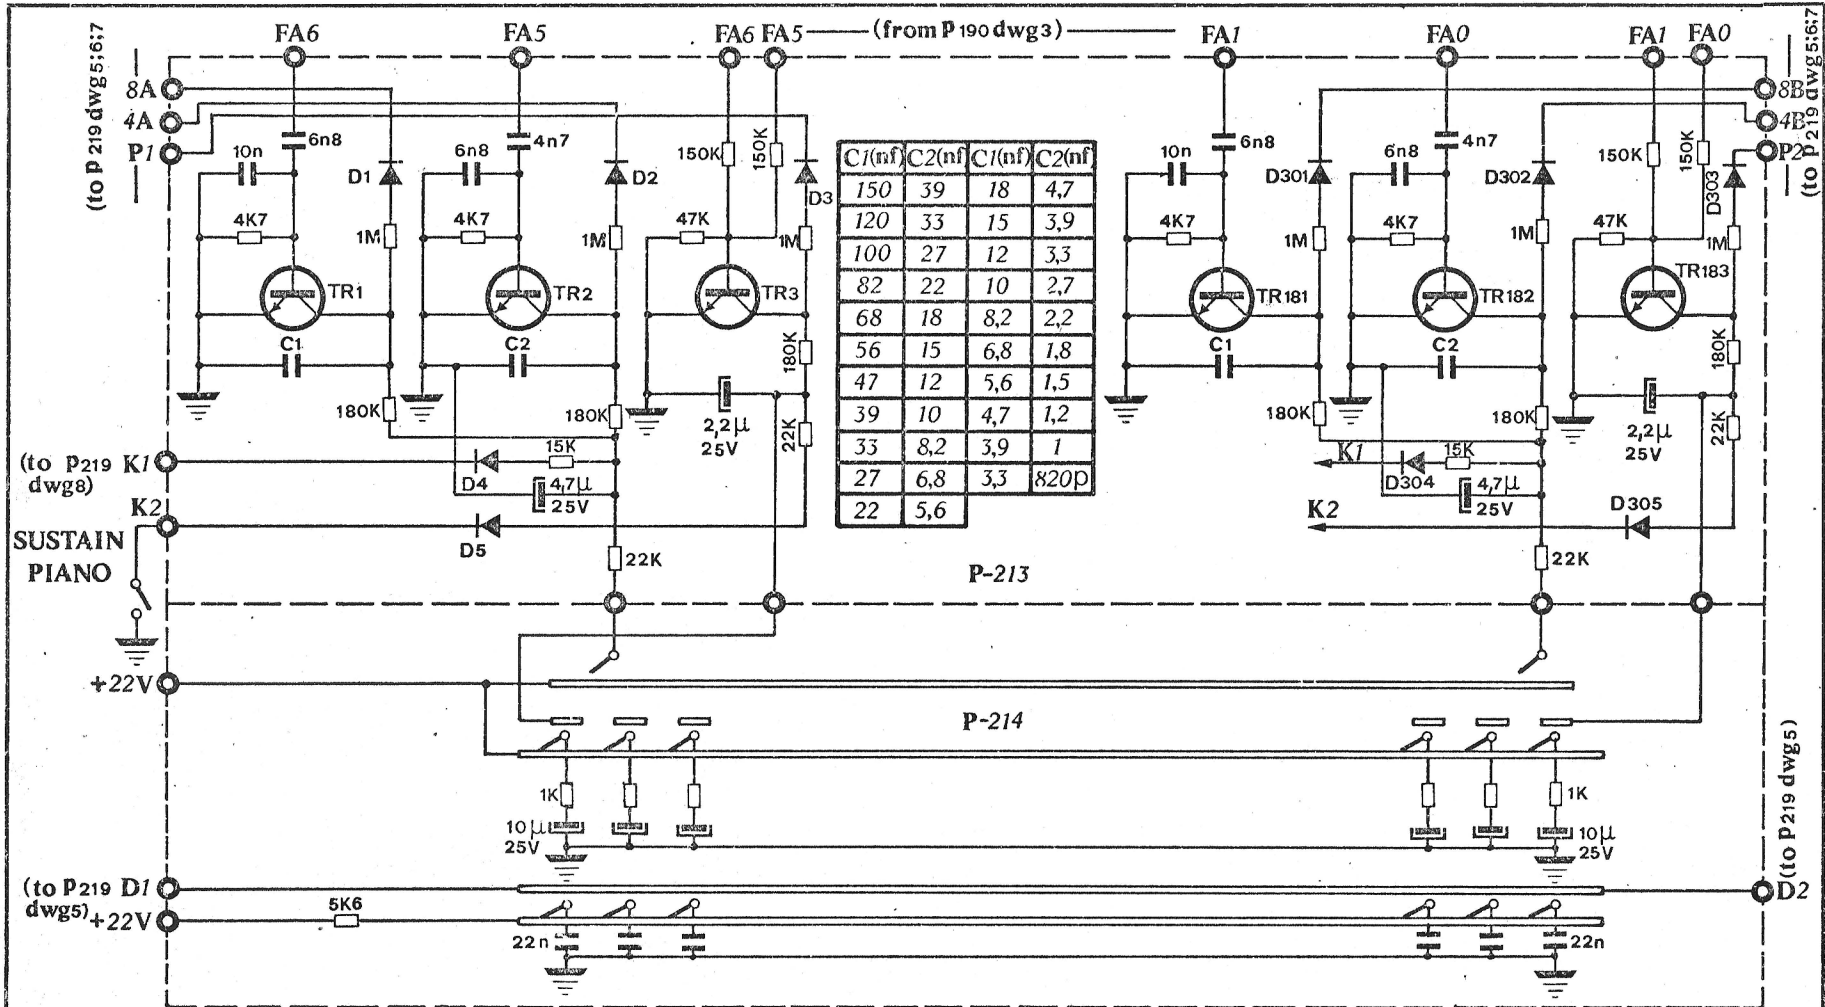 FA6 FA5 FA6 FA5 (from P190 dwg3) FA1 FA0 FA1 FA0
(to p 219 dwg5;6;7
8A
4A
P1
8B
4B
P2
(to p 219 dwg5;6;7
6n8
10n
D1
4K7
1M
TR1
C1
180K
4n7
6n8
D2
4K7
1M
TR2
C2
180K
150K
150K
D3
47K
1M
TR3
180K
2,2µ
25V
22K
C1(nf) C2(nf) C1(nf) C2(nf)
150 39 18 4,7
120 33 15 3,9
100 27 12 3,3
82 22 10 2,7
68 18 8,2 2,2
56 15 6,8 1,8
47 12 5,6 1,5
39 10 4,7 1,2
33 8,2 3,9 1
27 6,8 3,3 820p
22 5,6
6n8
10n
D301
4K7
1M
TR181
C1
180K
4n7
6n8
D302
4K7
1M
TR182
C2
180K
150K
150K
D303
47K
1M
TR183
180K
2,2µ
25V
22K
(to p219 K1
dwg8)
D4
15K
4,7µ
25V
K2
D5
22K
K1
D304
15K
4,7µ
25V
K2
D305
22K
SUSTAIN
PIANO
P-213
+22V
P-214
1K
10µ
25V
1K
10µ
25V
(to P219 dwg5)
(to P219 D1
dwg5)
D2
+22V
5K6
22n
22n